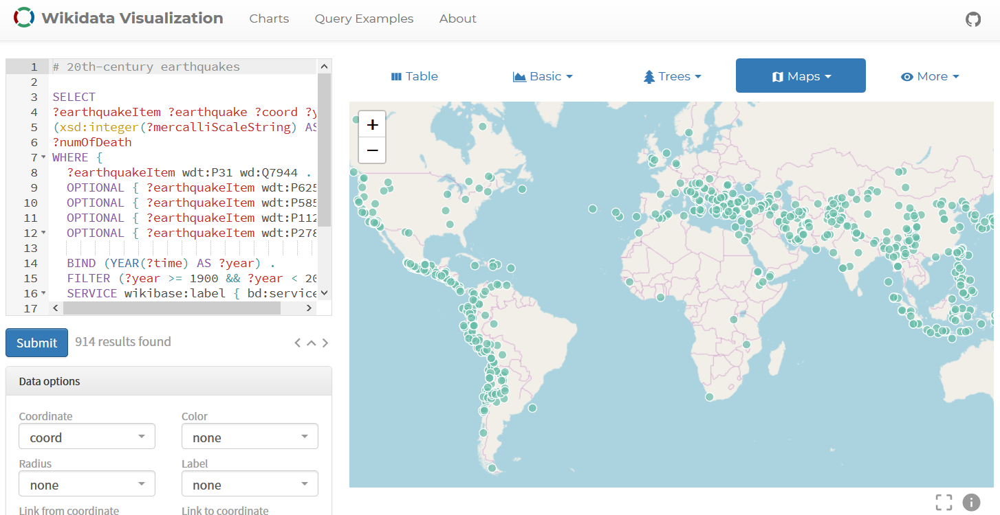 Wikidata Visualization Charts Query Examples About
1 # 20th-century earthquakes
2
3 SELECT
4 ?earthquakeItem ?earthquake ?coord ?y
5 (xsd:integer(?mercalliScaleString) AS
6 ?numOfDeath
7 WHERE {
8 ?earthquakeItem wdt:P31 wd:Q7944 .
9 OPTIONAL { ?earthquakeItem wdt:P625
10 OPTIONAL { ?earthquakeItem wdt:P585
11 OPTIONAL { ?earthquakeItem wdt:P112
12 OPTIONAL { ?earthquakeItem wdt:P278
13
14 BIND (YEAR(?time) AS ?year) .
15 FILTER (?year >= 1900 && ?year < 20
16 SERVICE wikibase:label { bd:service
17
Submit 914 results found
Data options
Coordinate Color
coord none
Radius Label
none none
Link from coordinate Link to coordinate
Table Basic Trees Maps More
+
−